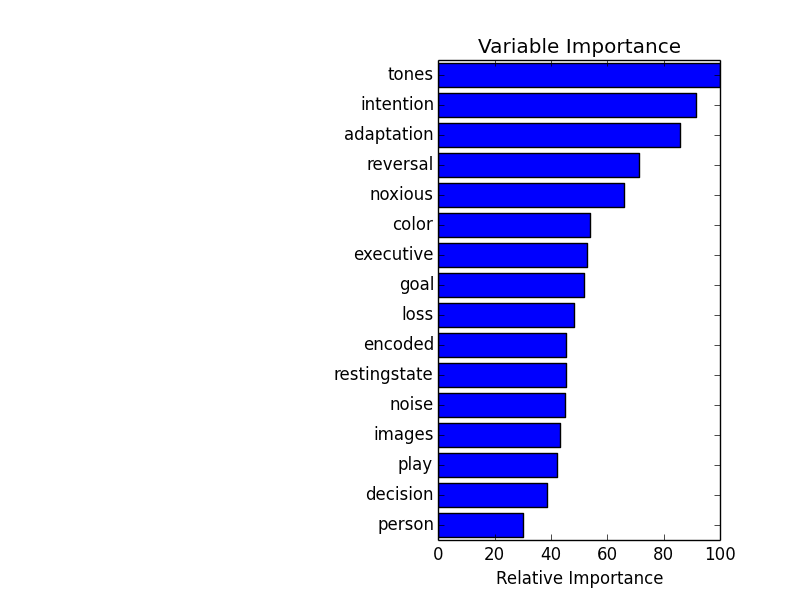 Variable Importance
tones
intention
adaptation
reversal
noxious
color
executive
goal
loss
encoded
restingstate
noise
images
play
decision
person
0 20 40 60 80 100
Relative Importance